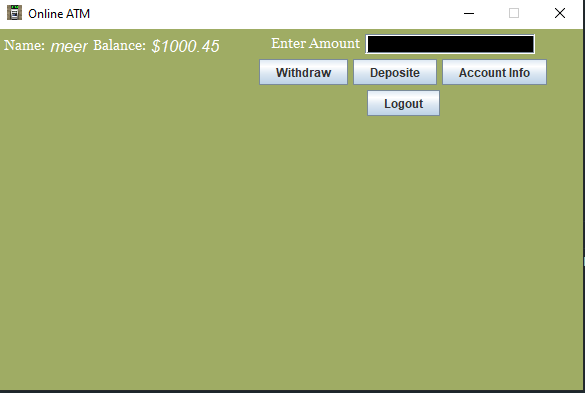 Online ATM
Name: meer Balance: $1000.45 Enter Amount
Withdraw Deposite Account Info
Logout